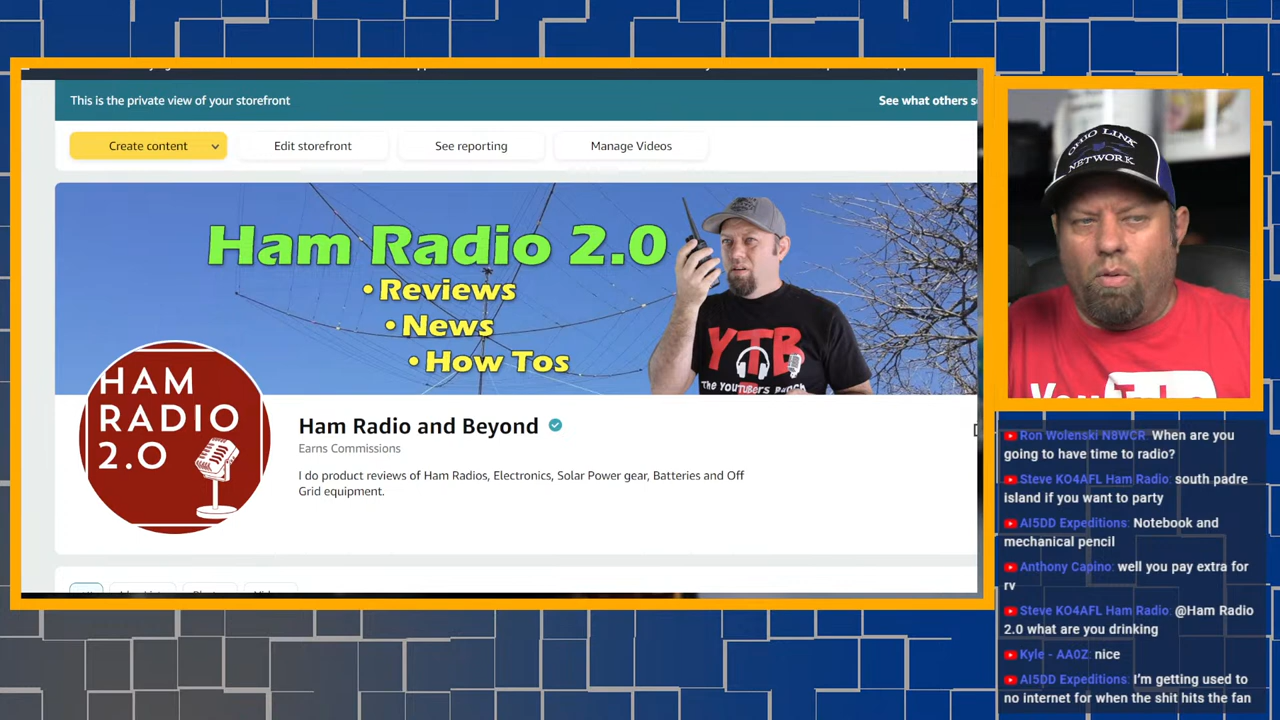 This is the private view of your storefront
See what others s
Create content
Edit storefront
See reporting
Manage Videos
Ham Radio 2.0
•Reviews
•News
•How Tos
YTB
The YouTubers Bunch
HAM
RADIO
2.0
Ham Radio and Beyond
Earns Commissions
I do product reviews of Ham Radios, Electronics, Solar Power gear, Batteries and Off
Grid equipment.
OHIO LINK
NETWORK
YouTube
Ron Wolenski N8WCR: When are you
going to have time to radio?
Steve KO4AFL Ham Radio: south padre
island if you want to party
AI5DD Expeditions: Notebook and
mechanical pencil
Anthony Capino: well you pay extra for
rv
Steve KO4AFL Ham Radio: @Ham Radio
2.0 what are you drinking
Kyle - AA0Z: nice
AI5DD Expeditions: I'm getting used to
no internet for when the shit hits the fan